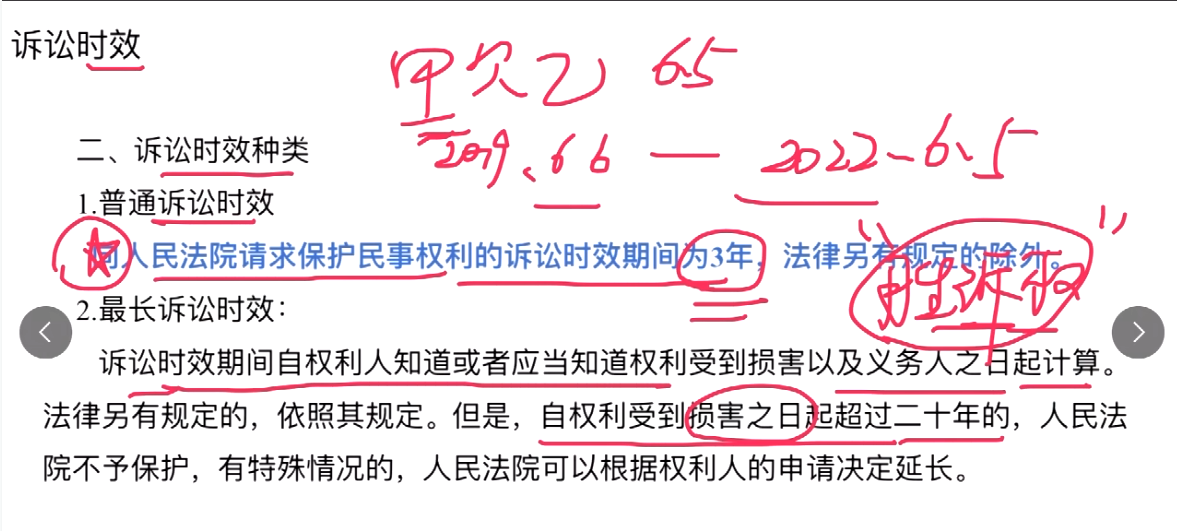 诉讼时效
甲欠乙 6.5
二、诉讼时效种类
2019.6 6 — 2022.6.5
1.普通诉讼时效
向人民法院请求保护民事权利的诉讼时效期间为3年，法律另有规定的除外。
“胜诉权”
2.最长诉讼时效：
诉讼时效期间自权利人知道或者应当知道权利受到损害以及义务人之日起计算。
法律另有规定的，依照其规定。但是，自权利受到损害之日起超过二十年的，人民法
院不予保护，有特殊情况的，人民法院可以根据权利人的申请决定延长。